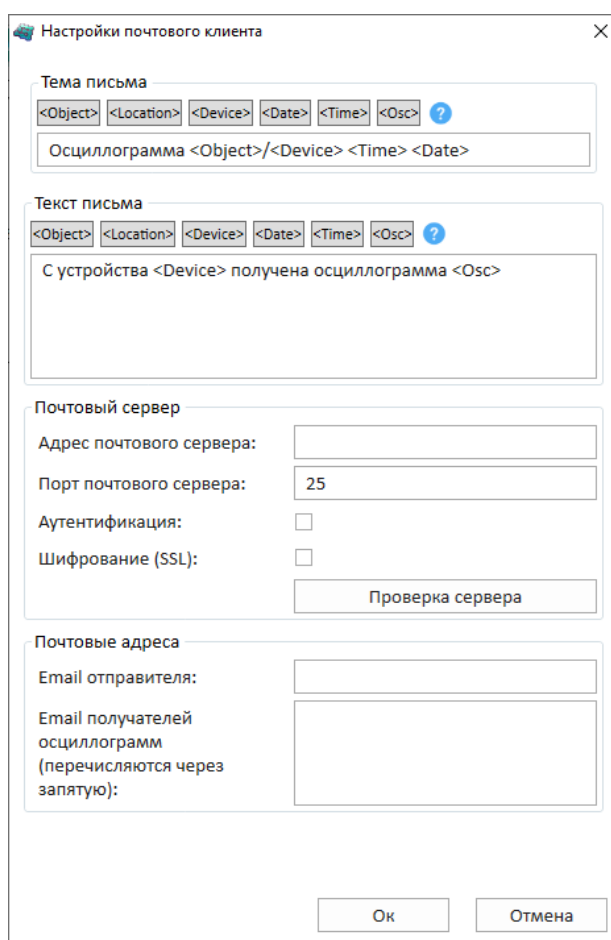 Настройки почтового клиента
Тема письма
<Object> <Location> <Device> <Date> <Time> <Osc> ?
Осциллограмма <Object>/<Device> <Time> <Date>
Текст письма
<Object> <Location> <Device> <Date> <Time> <Osc> ?
С устройства <Device> получена осциллограмма <Osc>
Почтовый сервер
Адрес почтового сервера:
Порт почтового сервера: 25
Аутентификация:
Шифрование (SSL):
Проверка сервера
Почтовые адреса
Email отправителя:
Email получателей
осциллограмм
(перечисляются через
запятую):
Ок Отмена